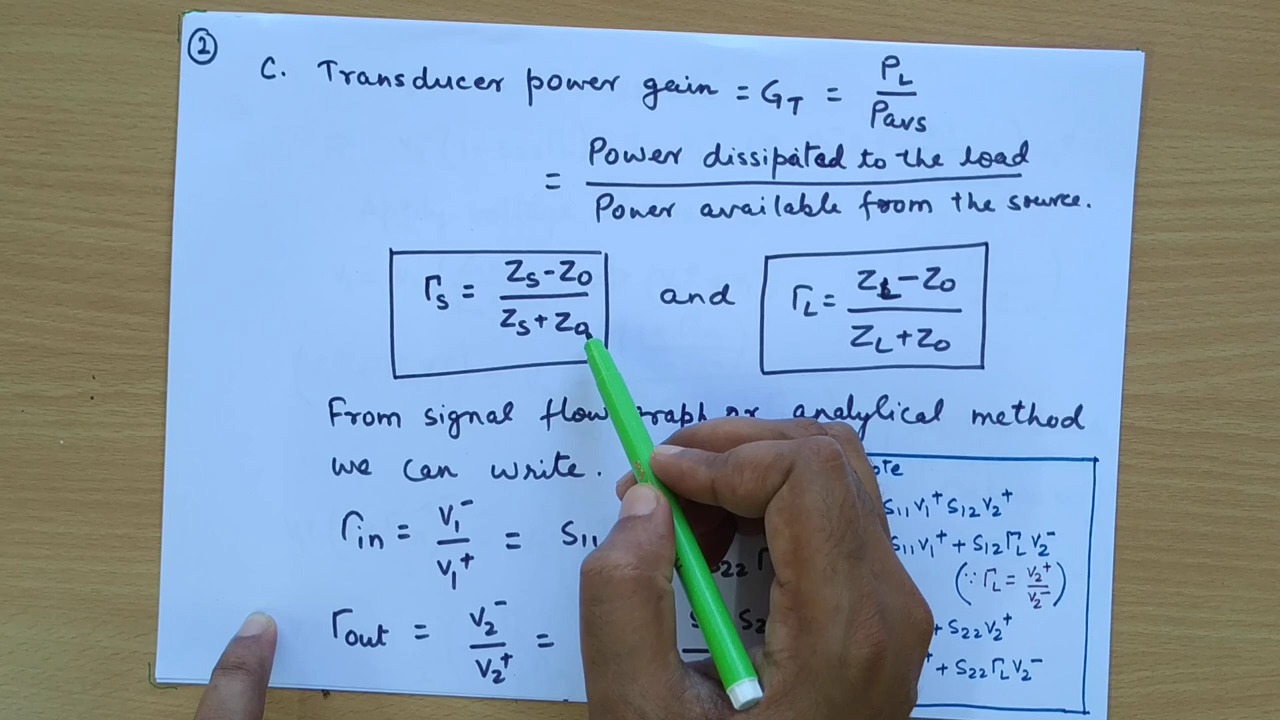 ②
C. Transducer power gain = G_T = P_L / Pavs
= Power dissipated to the load / Power available from the source.
Γ_S = (Z_S - Z_0) / (Z_S + Z_0) and Γ_L = (Z_L - Z_0) / (Z_L + Z_0)
From signal flow analytical method
we can write.
Γ_in = V_1^- / V_1^+ = S_11
Γ_out = V_2^- / V_2^+ =
S_11 V_1^+ S_12 V_2^+
S_11 V_1^+ + S_12 Γ_L V_2^-
(∵ Γ_L = V_2^+ / V_2^-)
+ S_22 V_2^+
+ S_22 Γ_L V_2^-